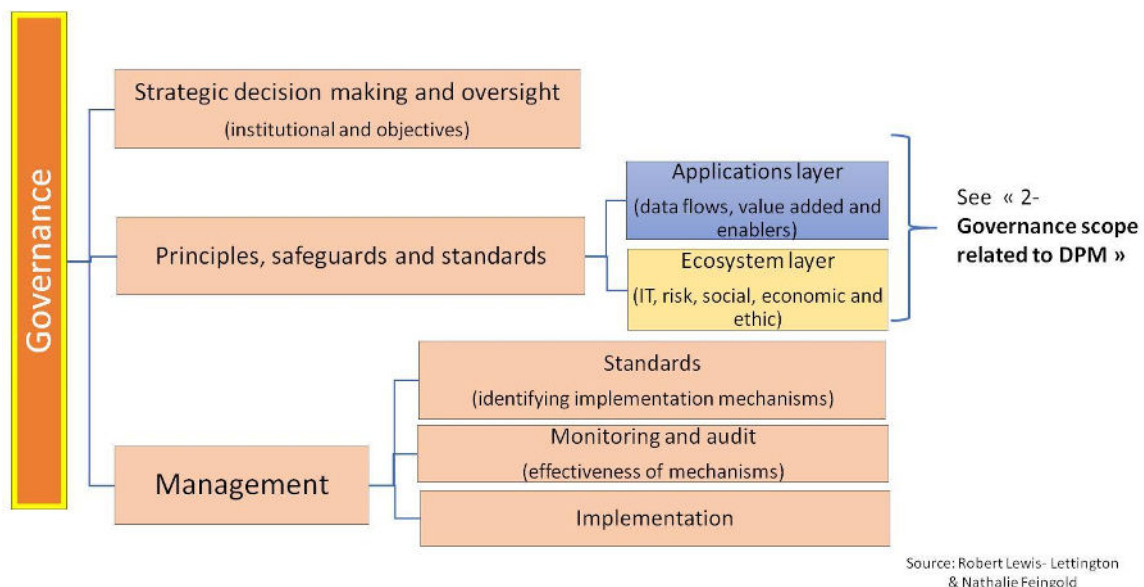 Governance
Strategic decision making and oversight
(institutional and objectives)
Principles, safeguards and standards
Applications layer
(data flows, value added and
enablers)
Ecosystem layer
(IT, risk, social, economic and
ethic)
See « 2-
Governance scope
related to DPM »
Management
Standards
(identifying implementation mechanisms)
Monitoring and audit
(effectiveness of mechanisms)
Implementation
Source: Robert Lewis- Lettington
& Nathalie Feingold